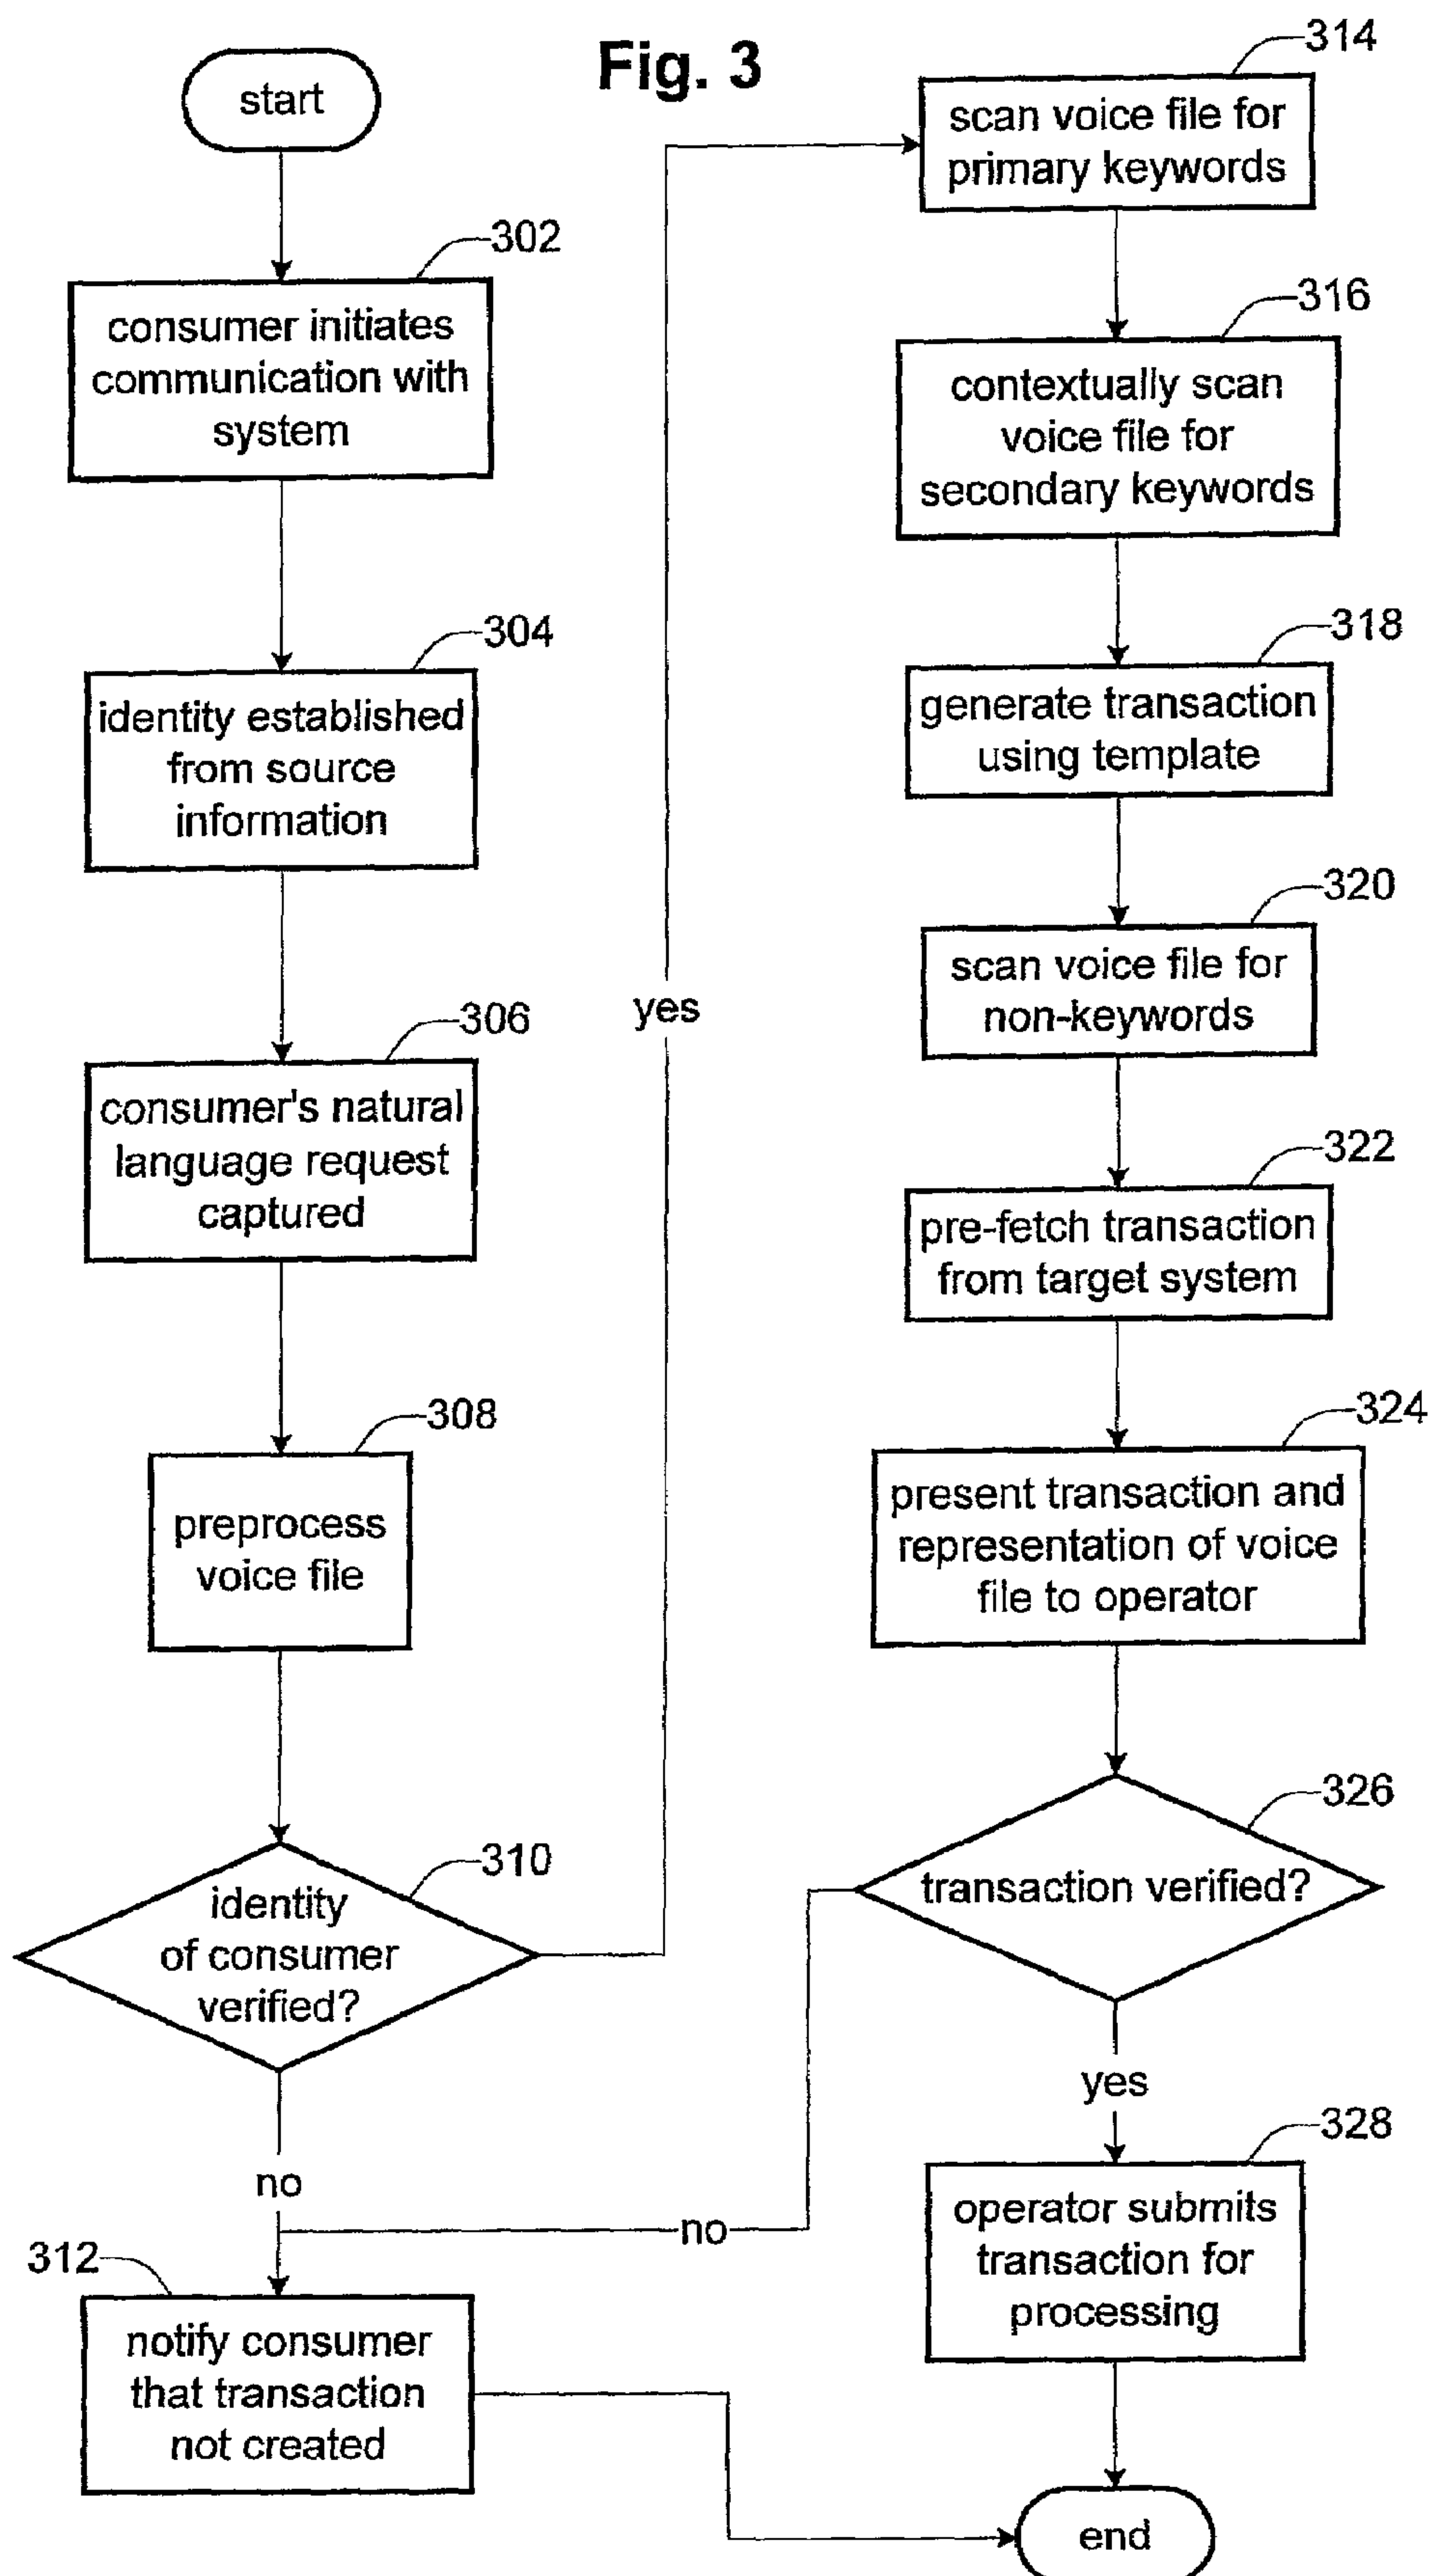 Fig. 3
start
302
consumer initiates
communication with
system
304
identity established
from source
information
306
consumer's natural
language request
captured
308
preprocess
voice file
310
identity
of consumer
verified?
yes
no
312
notify consumer
that transaction
not created
314
scan voice file for
primary keywords
316
contextually scan
voice file for
secondary keywords
318
generate transaction
using template
320
scan voice file for
non-keywords
322
pre-fetch transaction
from target system
324
present transaction and
representation of voice
file to operator
326
transaction verified?
no
yes
328
operator submits
transaction for
processing
end